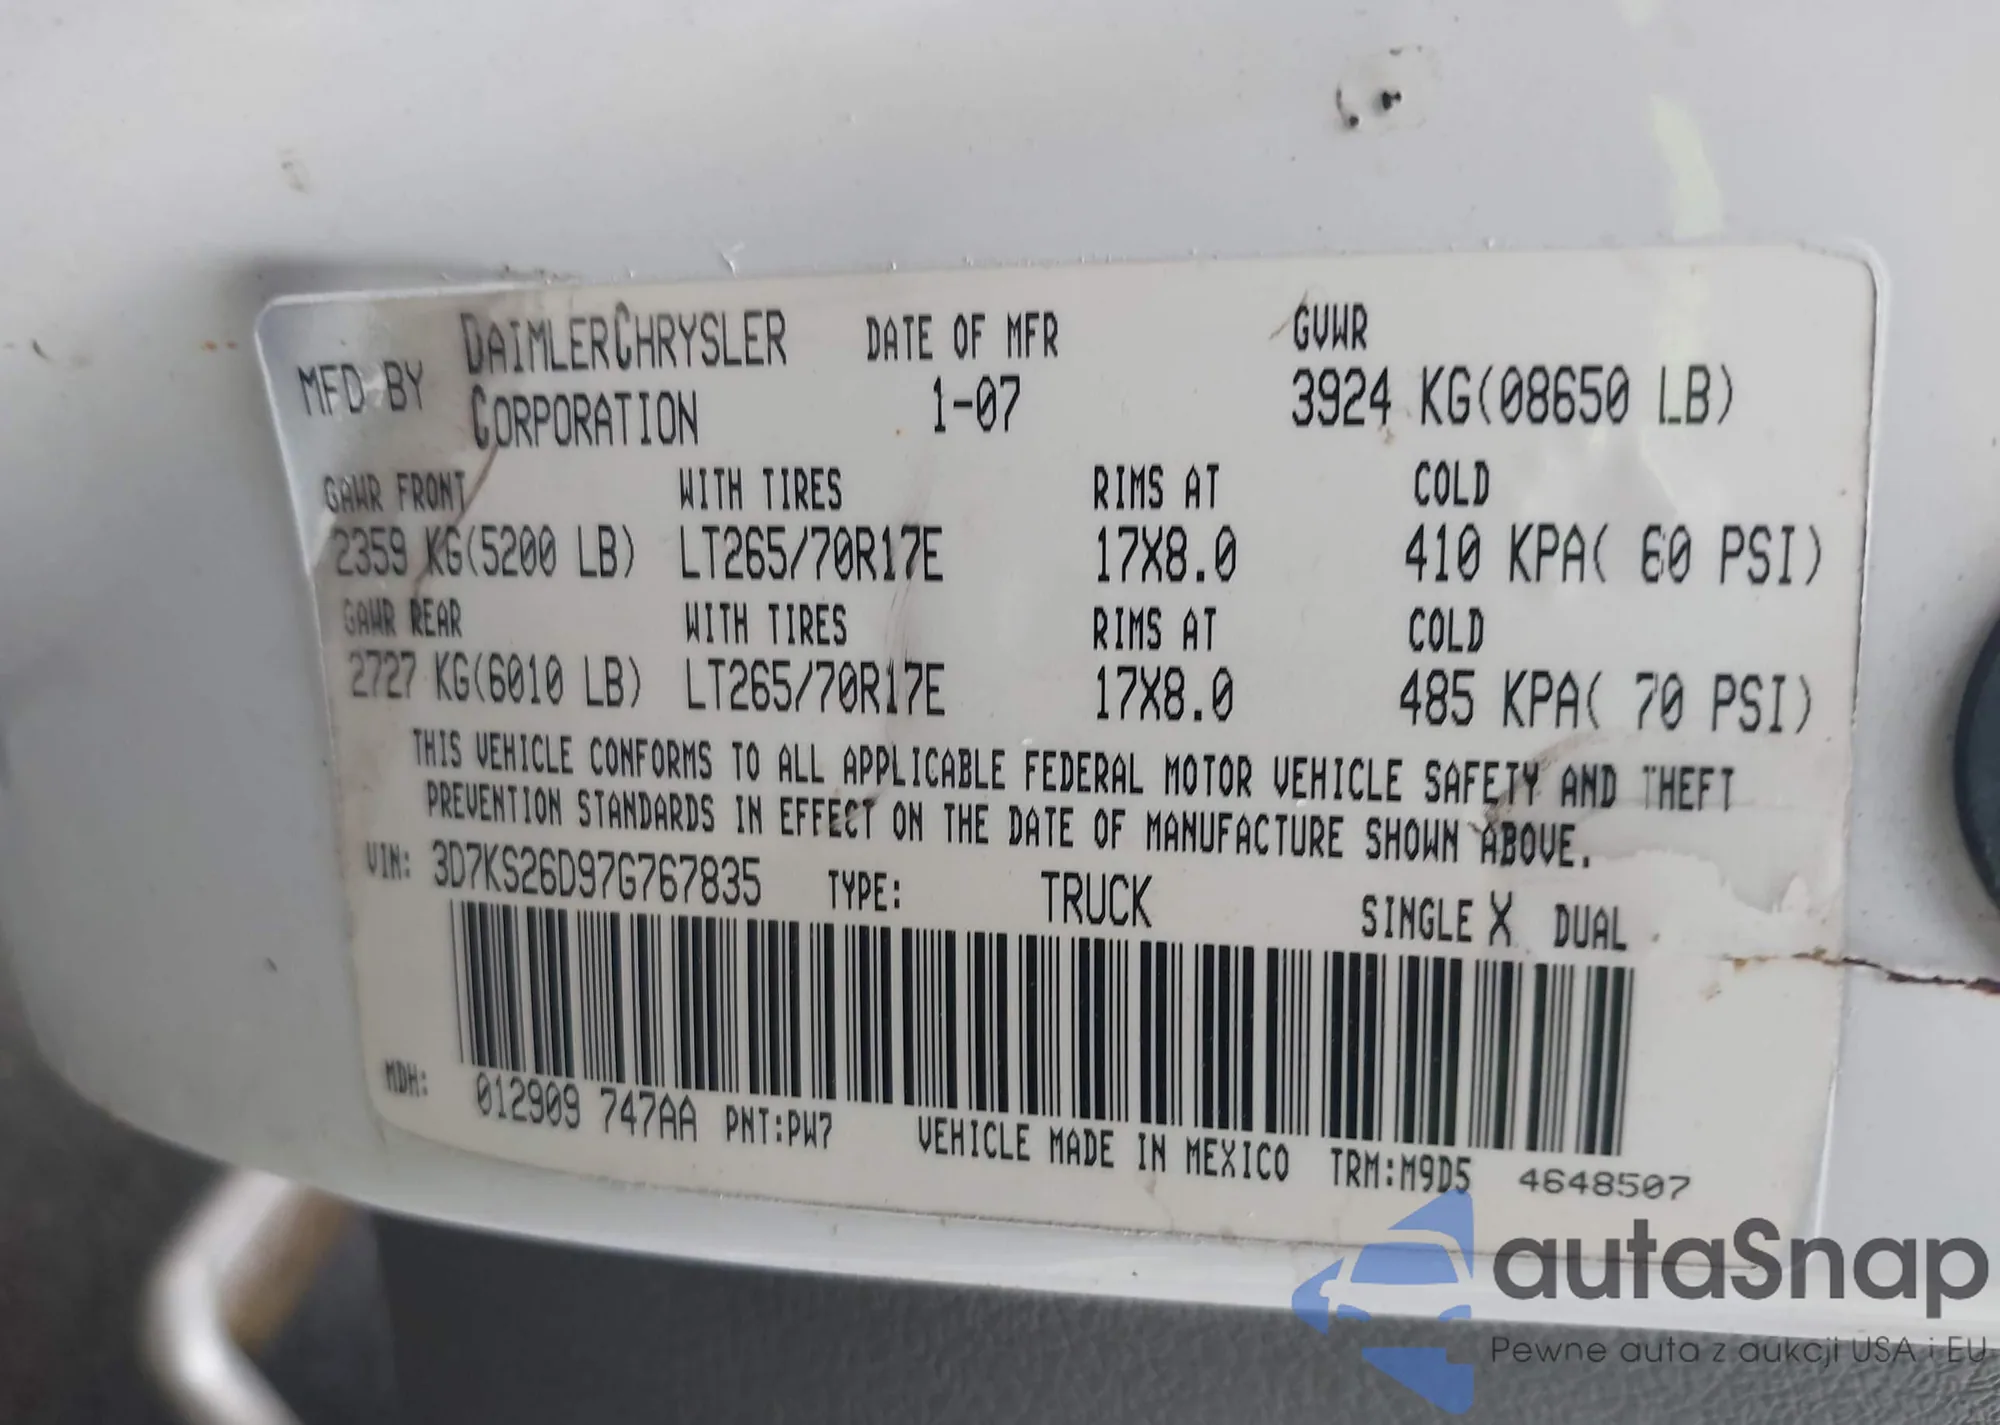 MFD BY DAIMLERCHRYSLER CORPORATION DATE OF MFR 1-07 GVWR 3924 KG(08650 LB)
GAWR FRONT WITH TIRES RIMS AT COLD
2359 KG(5200 LB) LT265/70R17E 17X8.0 410 KPA( 60 PSI)
GAWR REAR WITH TIRES RIMS AT COLD
2727 KG(6010 LB) LT265/70R17E 17X8.0 485 KPA( 70 PSI)
THIS VEHICLE CONFORMS TO ALL APPLICABLE FEDERAL MOTOR VEHICLE SAFETY AND THEFT
PREVENTION STANDARDS IN EFFECT ON THE DATE OF MANUFACTURE SHOWN ABOVE.
VIN: 3D7KS26D97G767835 TYPE: TRUCK SINGLE X DUAL
MDH: 012909 747AA PNT:PW7 VEHICLE MADE IN MEXICO TRM:M9D5 4648507
autaSnap
Pewne auta z aukcji USA i EU